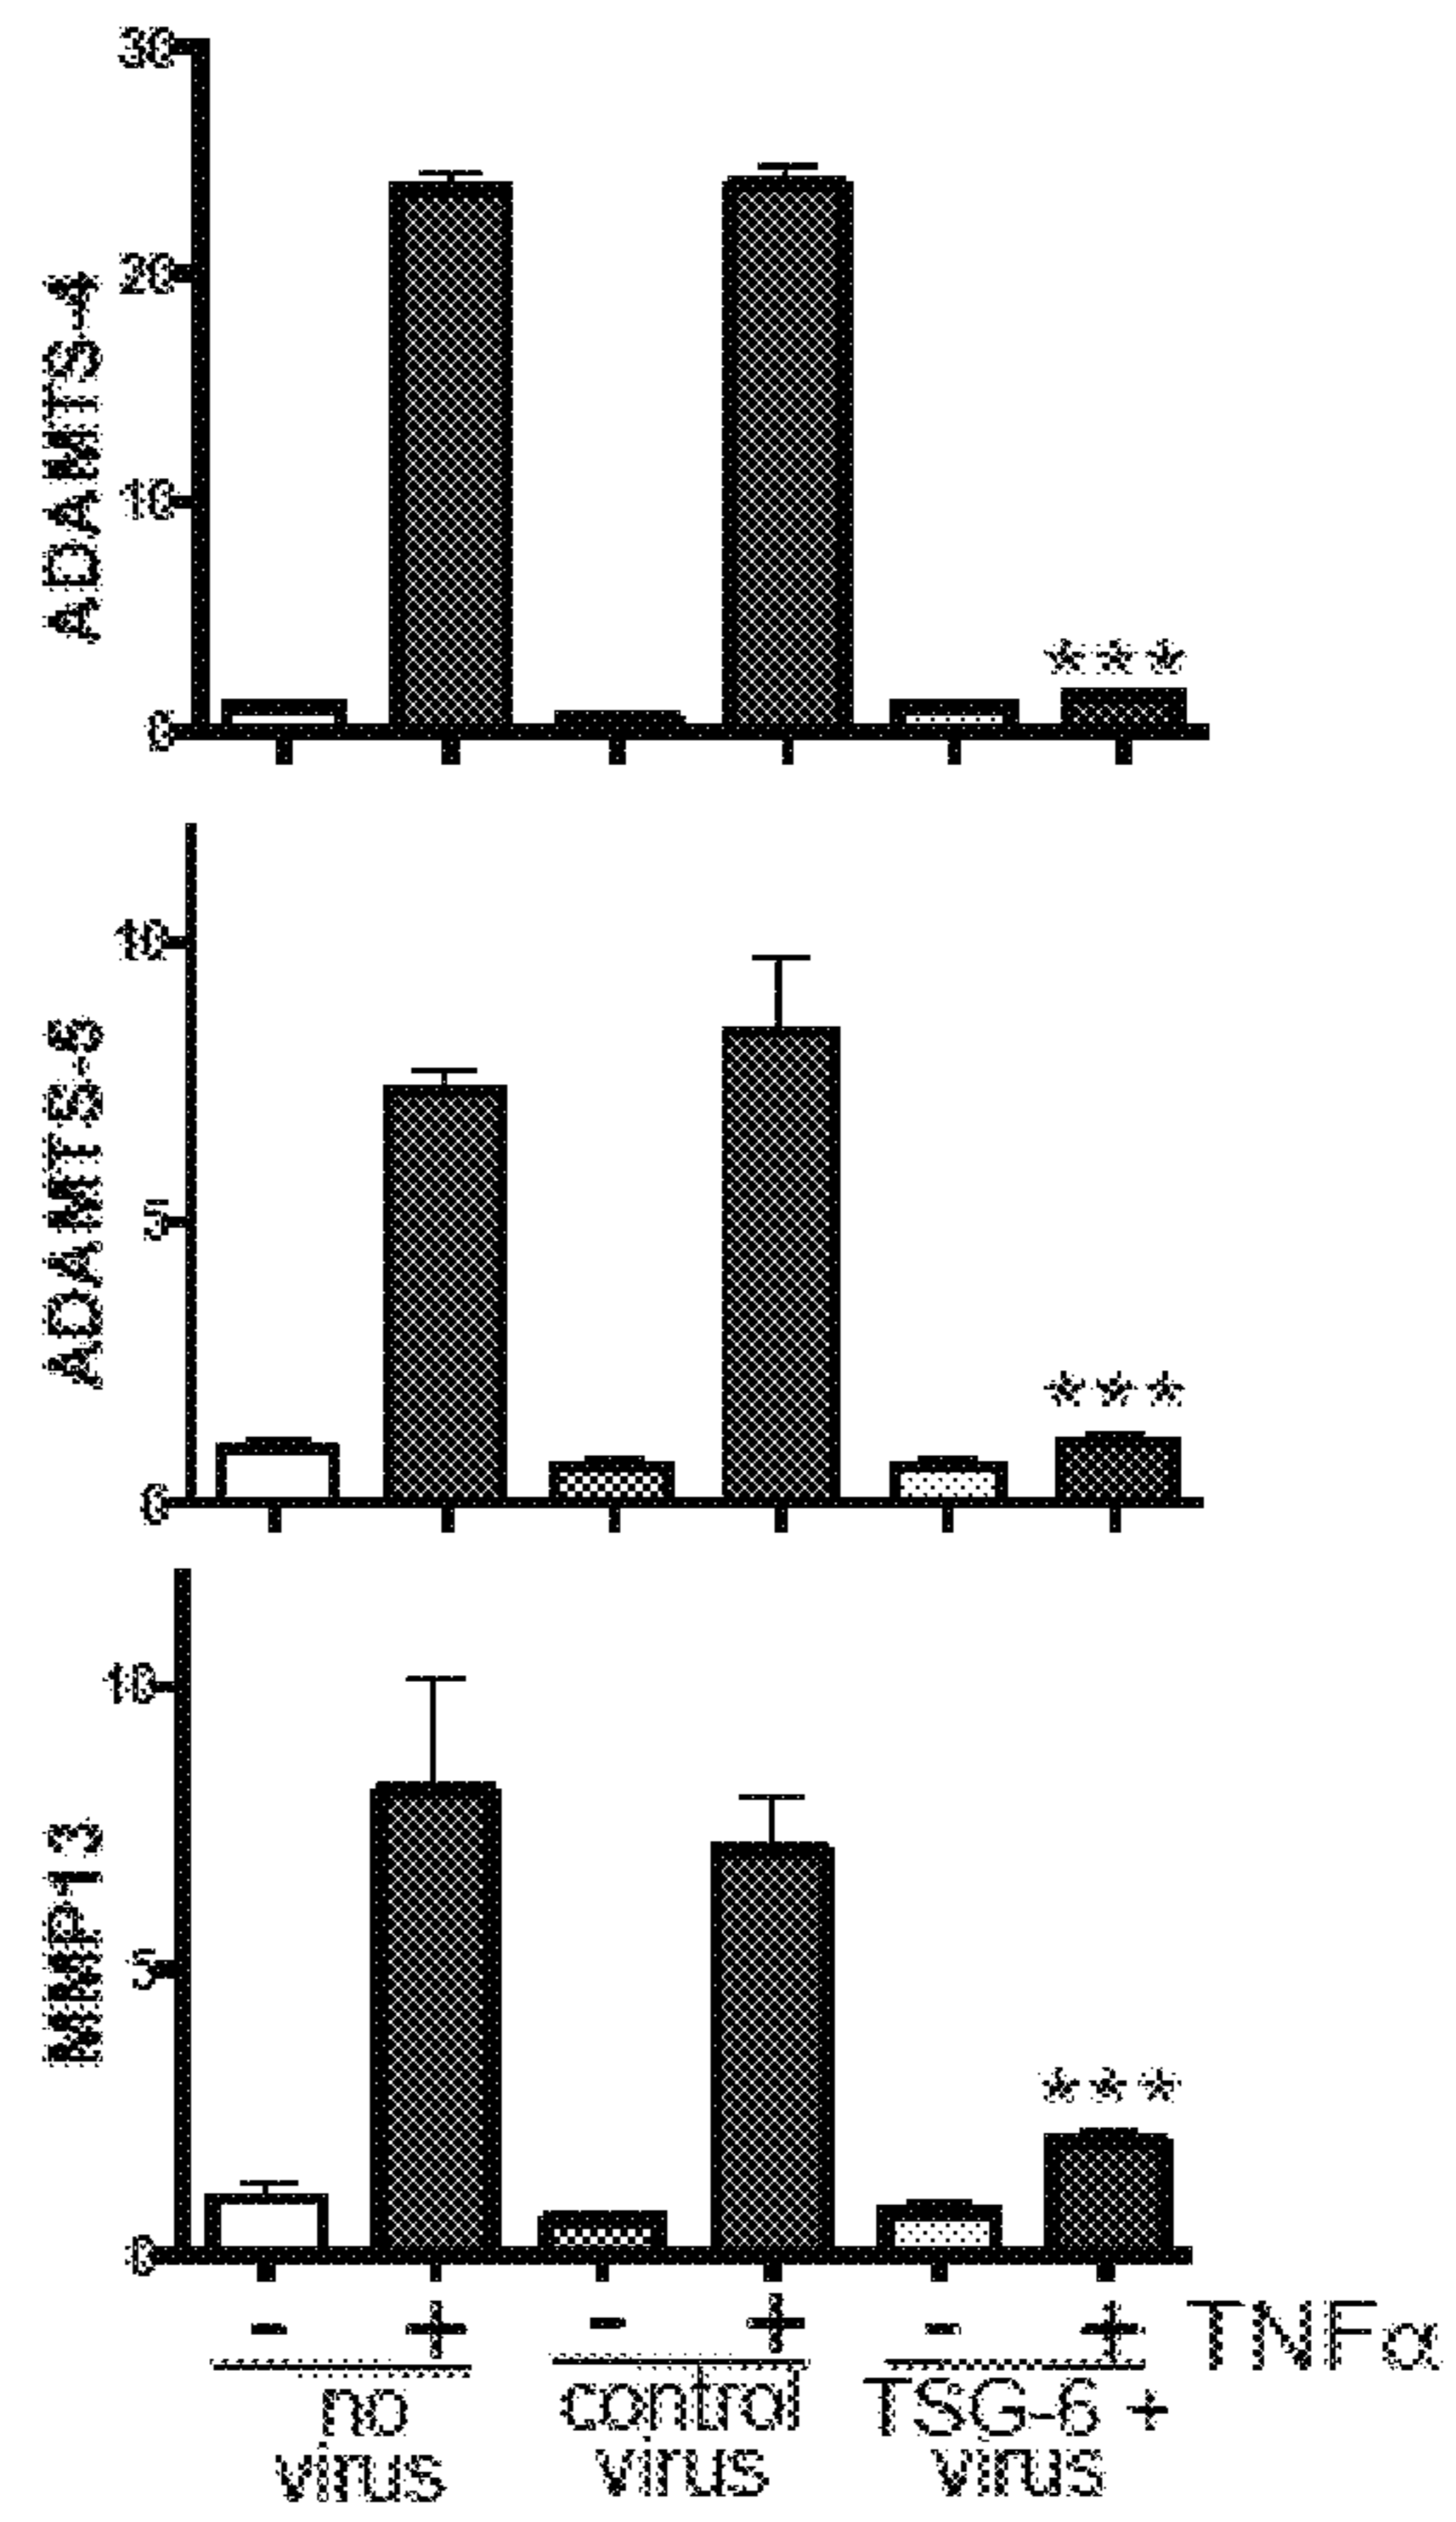 30
20
10
0
ADAMTS-4
***
10
5
0
ADAMTS-5
***
10
5
0
MMP13
***
- + - + - + TNFα
no virus
control virus
TSG-6 + virus